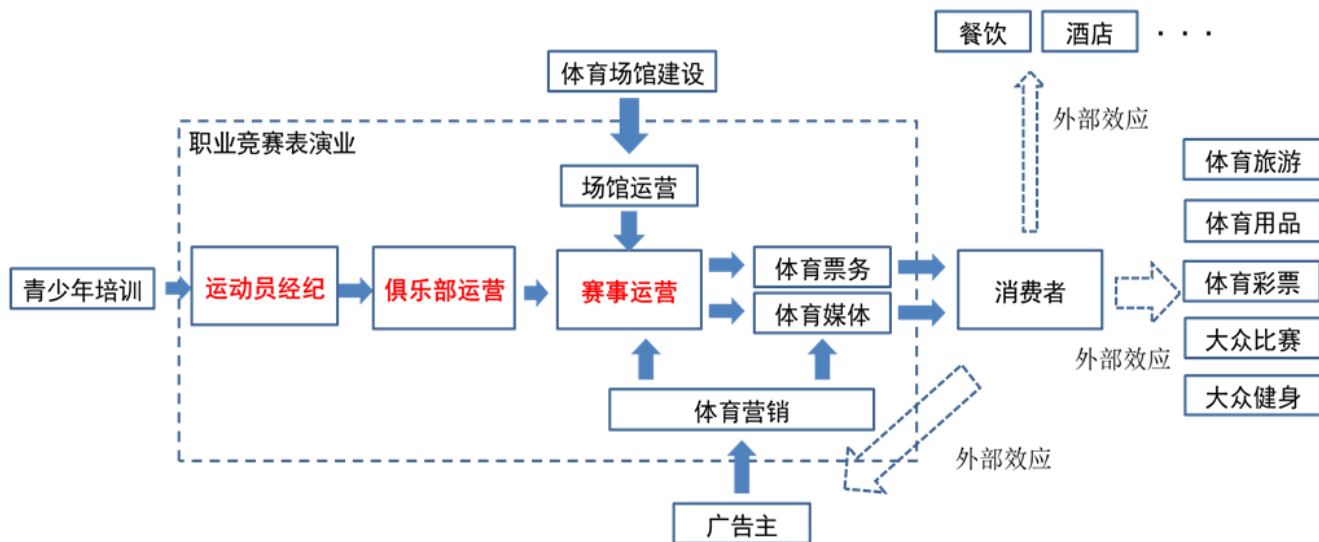 餐饮
酒店
· · ·
体育场馆建设
外部效应
职业竞赛表演业
体育旅游
场馆运营
体育用品
青少年培训
运动员经纪
俱乐部运营
赛事运营
体育票务
体育媒体
消费者
体育彩票
大众比赛
外部效应
大众健身
体育营销
外部效应
广告主